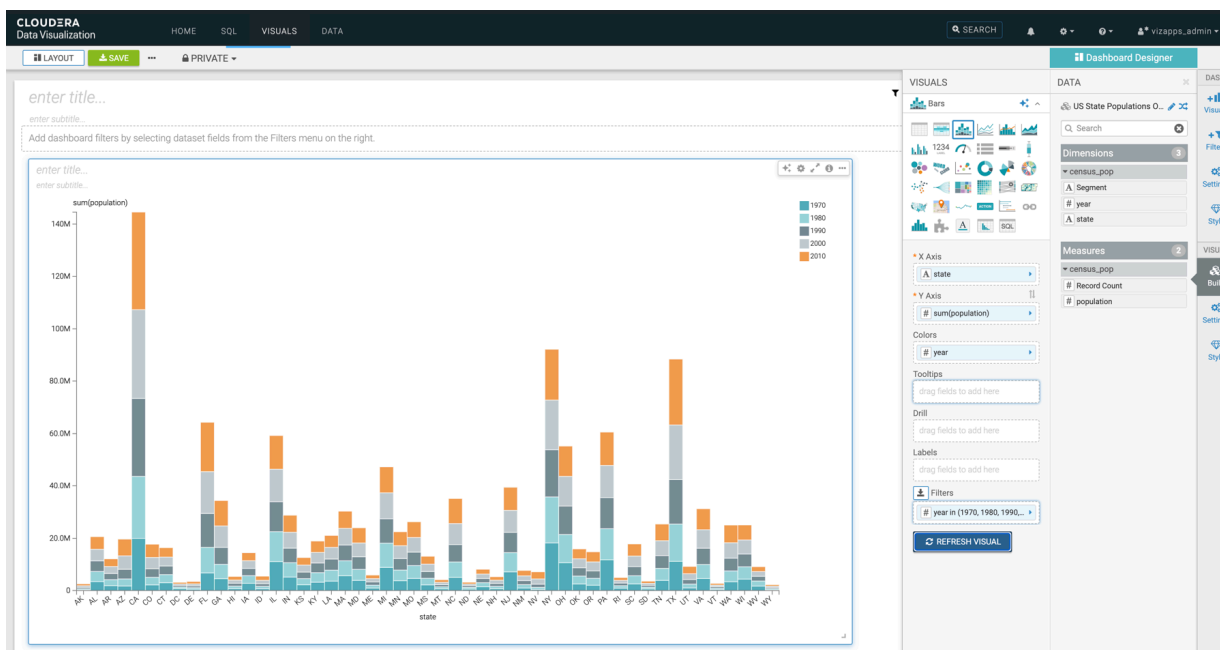 CLOUDERA
Data Visualization
HOME SQL VISUALS DATA
SEARCH
vizapps_admin
LAYOUT SAVE PRIVATE
Dashboard Designer
enter title...
enter subtitle...
Add dashboard filters by selecting dataset fields from the Filters menu on the right.
enter title...
enter subtitle...
sum(population)
1970
1980
1990
2000
2010
140M
120M
100M
80.0M
60.0M
40.0M
20.0M
0
AK AL AR AZ CA CO CT DC DE FL GA HI IA ID IL IN KS KY LA MA MD ME MI MN MO MS MT NC ND NE NH NJ NM NV NY OH OK OR PA RI SC SD TN TX UT VA VT WA WI WV WY
state
VISUALS
Bars
1234
SQL
* X Axis
A state
* Y Axis
# sum(population)
Colors
# year
Tooltips
drag fields to add here
Drill
drag fields to add here
Labels
drag fields to add here
Filters
# year in (1970, 1980, 1990,...
REFRESH VISUAL
DATA
US State Populations O...
Search
Dimensions 3
census_pop
A Segment
# year
A state
Measures 2
census_pop
# Record Count
# population